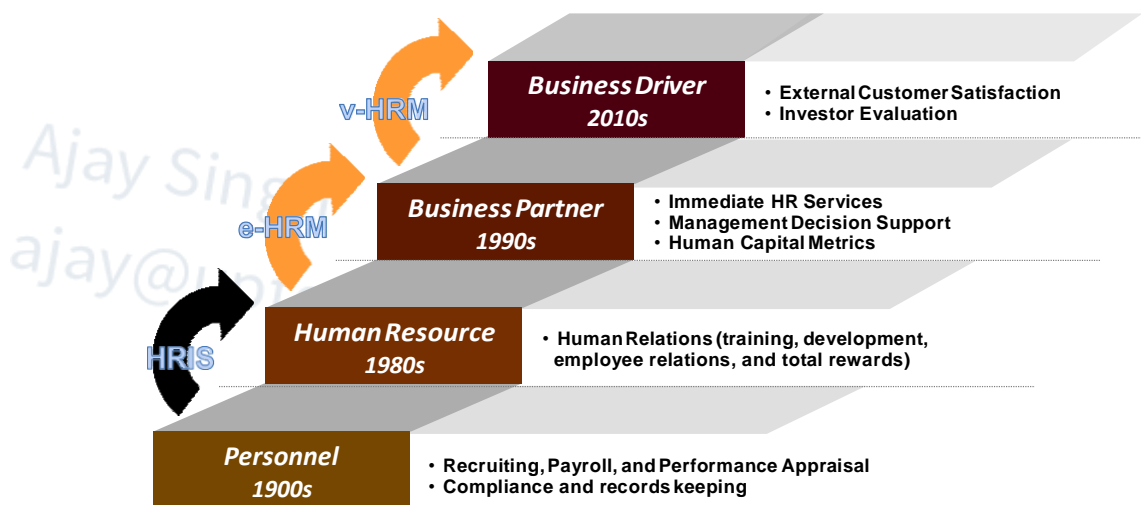 Business Driver
2010s
• External Customer Satisfaction
• Investor Evaluation
v-HRM
Business Partner
1990s
• Immediate HR Services
• Management Decision Support
• Human Capital Metrics
e-HRM
Human Resource
1980s
• Human Relations (training, development,
employee relations, and total rewards)
HRIS
Personnel
1900s
• Recruiting, Payroll, and Performance Appraisal
• Compliance and records keeping
Ajay